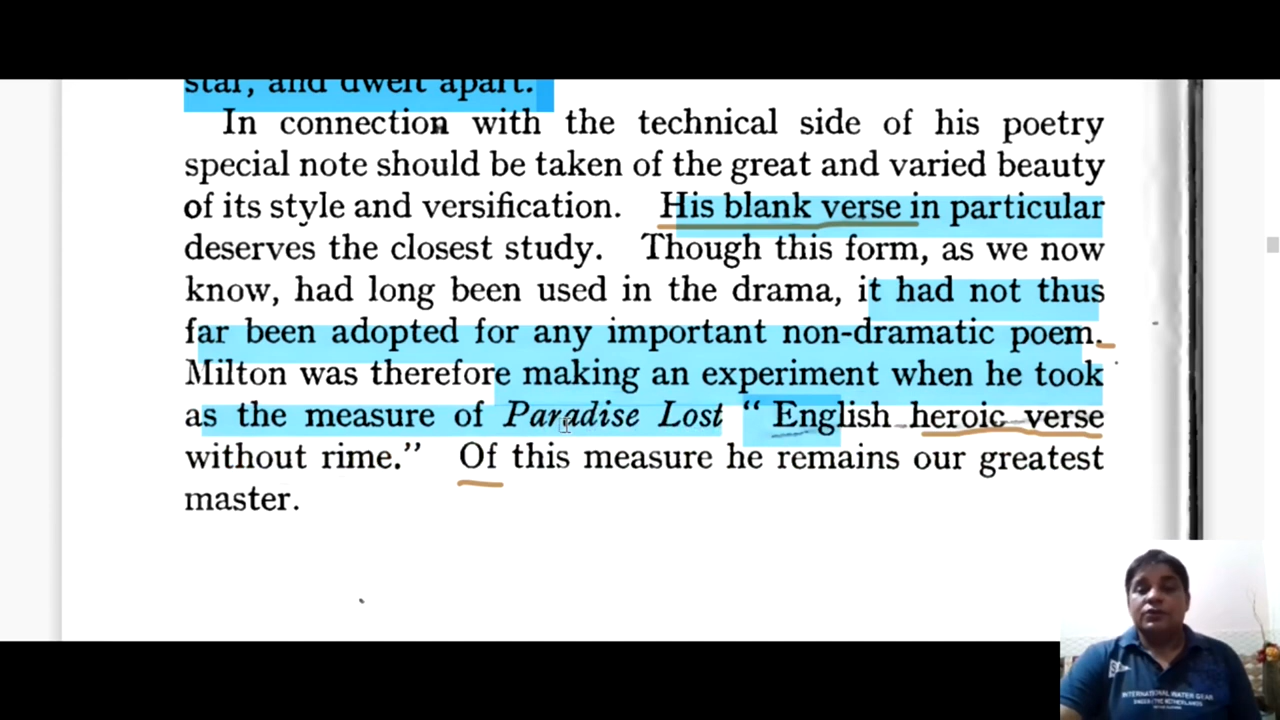 star, and dwelt apart.
In connection with the technical side of his poetry
special note should be taken of the great and varied beauty
of its style and versification. His blank verse in particular
deserves the closest study. Though this form, as we now
know, had long been used in the drama, it had not thus
far been adopted for any important non-dramatic poem.
Milton was therefore making an experiment when he took
as the measure of Paradise Lost “ English heroic verse
without rime.” Of this measure he remains our greatest
master.
INTERNATIONAL WATER GEAR